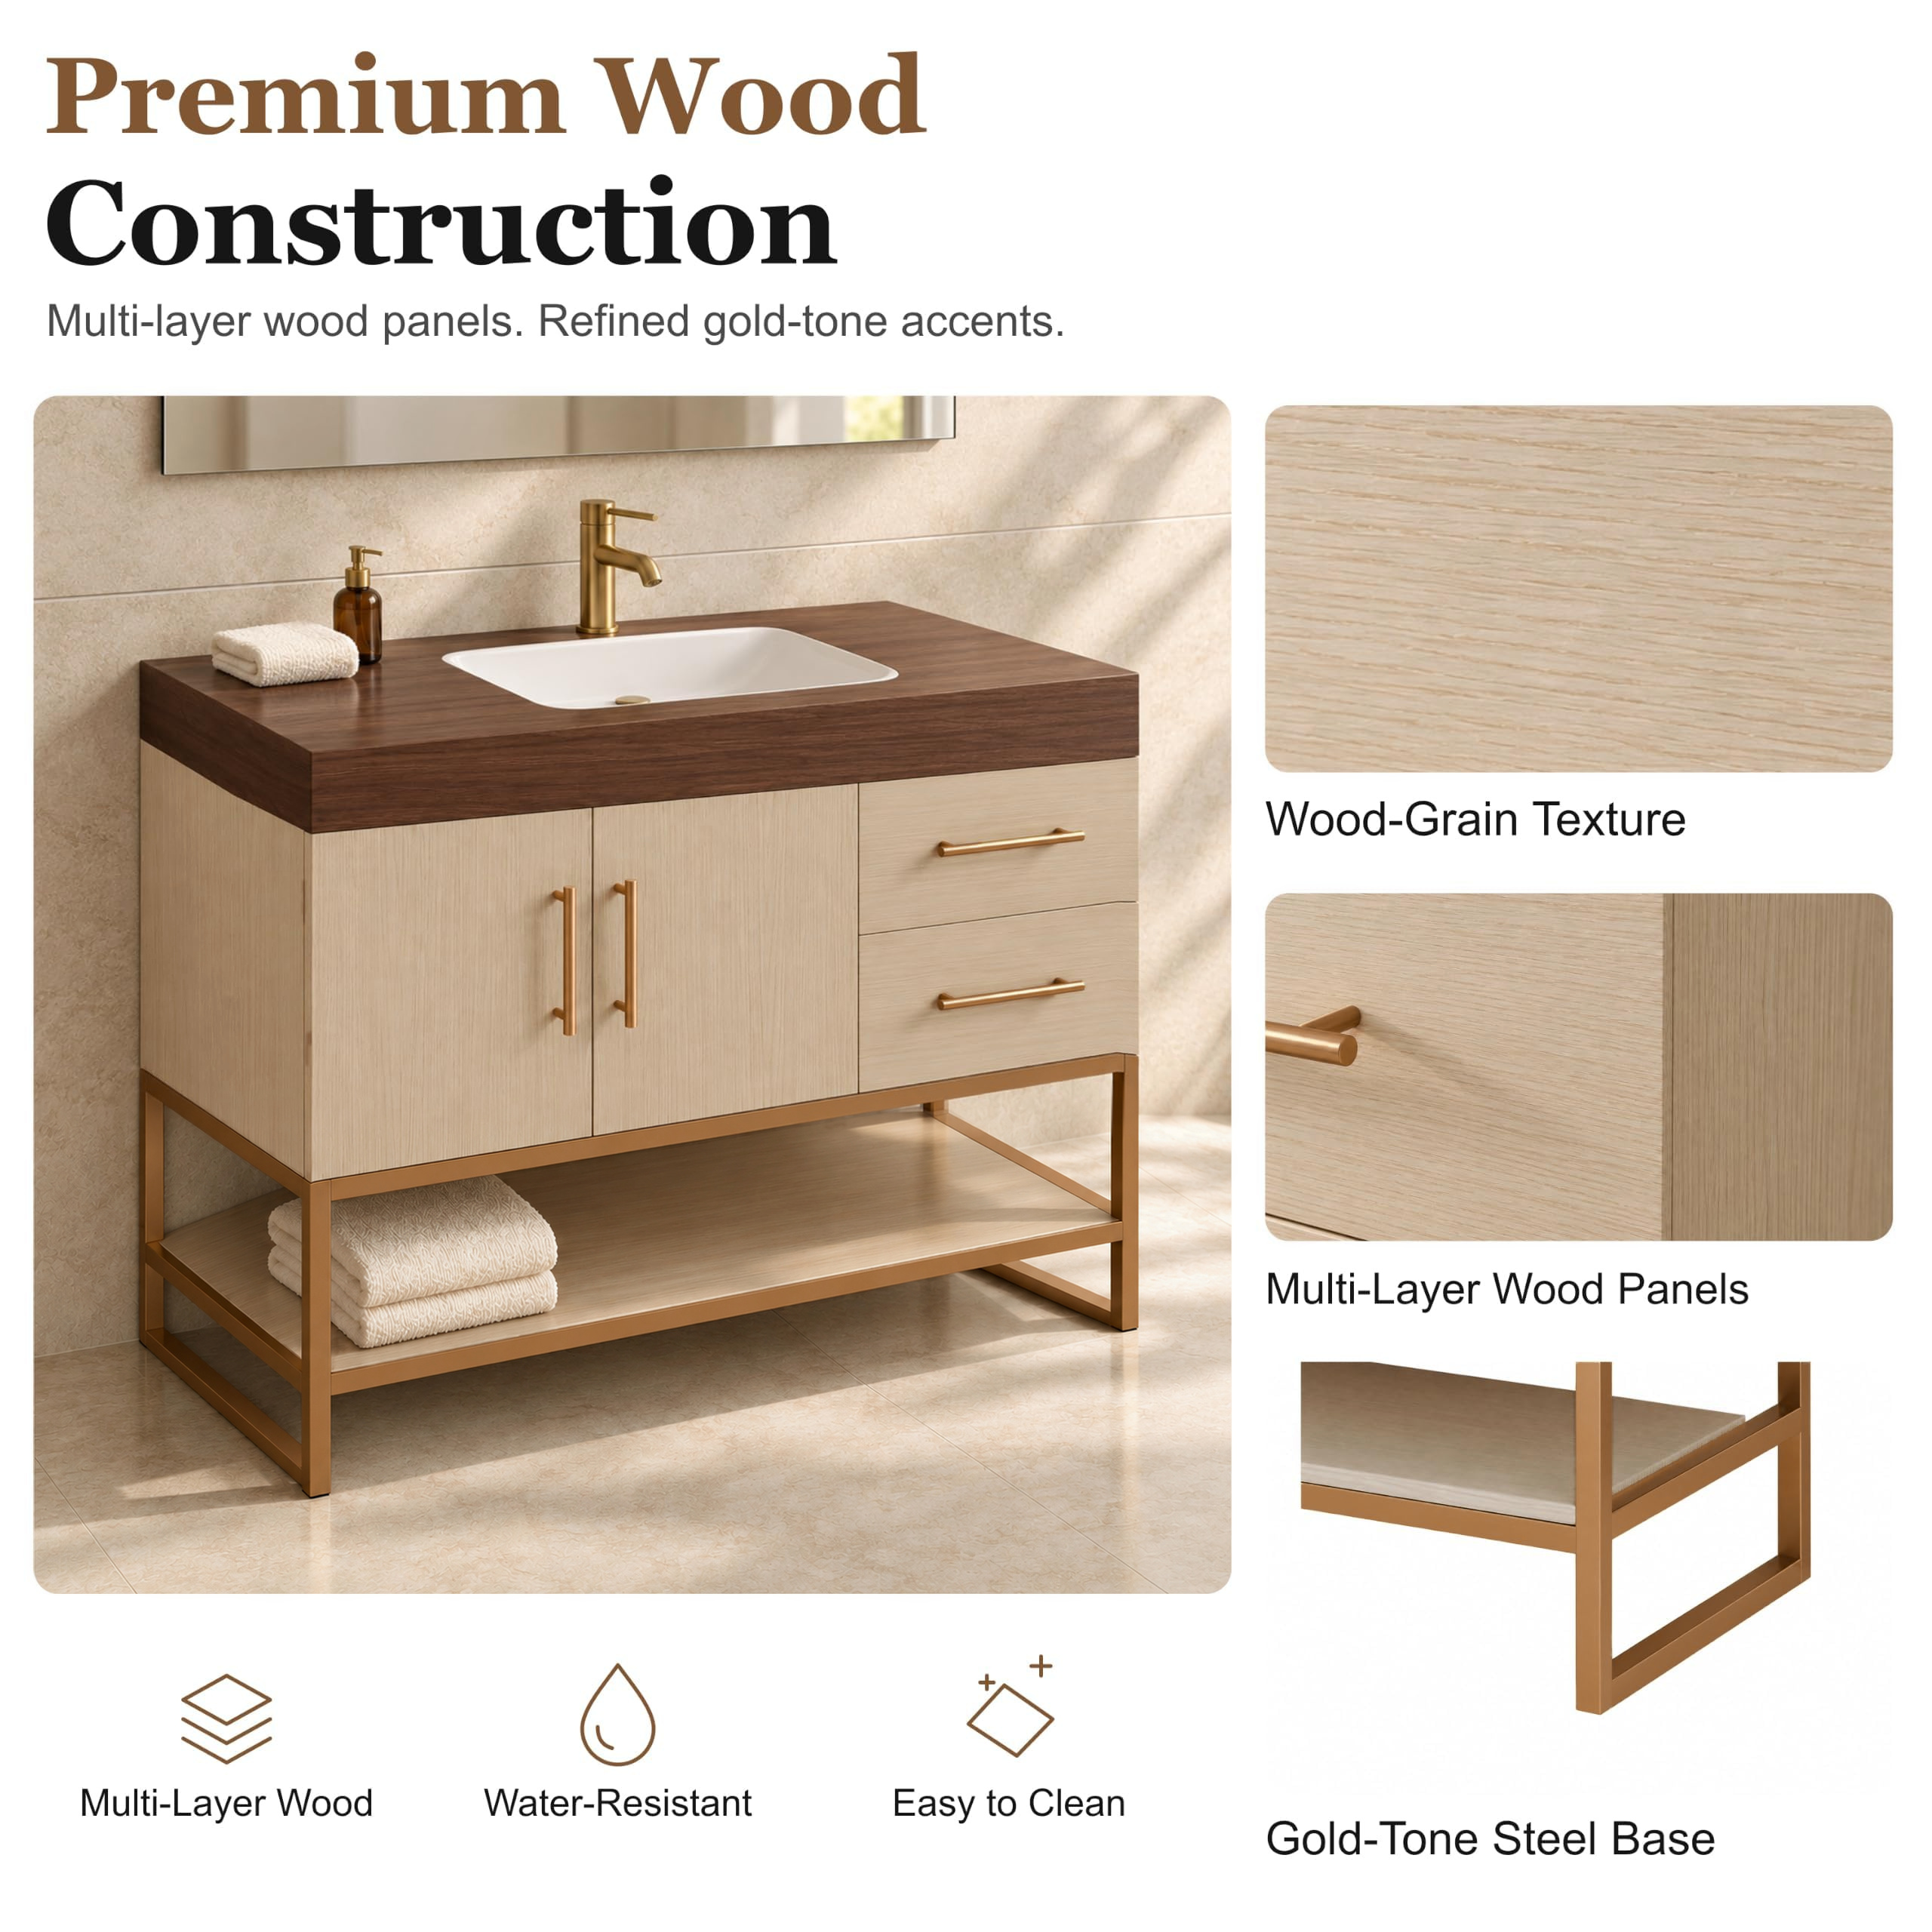 Premium Wood
Construction
Multi-layer wood panels. Refined gold-tone accents.
Wood-Grain Texture
Multi-Layer Wood Panels
Gold-Tone Steel Base
Multi-Layer Wood
Water-Resistant
Easy to Clean